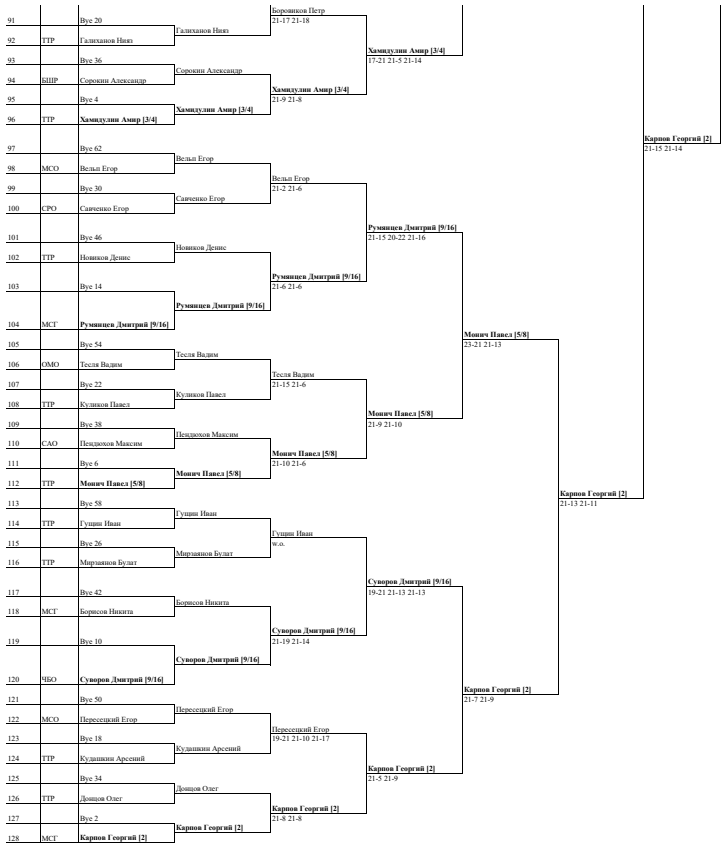 Боровиков Петр
91 Bye 20 21-17 21-18
Галиханов Нияз
92 ТТР Галиханов Нияз
Хамидулин Амир [3/4]
93 Bye 36 17-21 21-5 21-14
Сорокин Александр
94 БШР Сорокин Александр
Хамидулин Амир [3/4]
95 Bye 4 21-9 21-8
Хамидулин Амир [3/4]
96 ТТР Хамидулин Амир [3/4]
Карпов Георгий [2]
97 Bye 62 21-15 21-14
Вельш Егор
98 МСО Вельш Егор
Вельш Егор
99 Bye 30 21-2 21-6
Савченко Егор
100 СРО Савченко Егор
Румянцев Дмитрий [9/16]
101 Bye 46 21-15 20-22 21-16
Новиков Денис
102 ТТР Новиков Денис
Румянцев Дмитрий [9/16]
103 Bye 14 21-6 21-6
Румянцев Дмитрий [9/16]
104 МСГ Румянцев Дмитрий [9/16]
Монич Павел [5/8]
105 Bye 54 23-21 21-13
Тесля Вадим
106 ОМО Тесля Вадим
Тесля Вадим
107 Bye 22 21-15 21-6
Куликов Павел
108 ТТР Куликов Павел
Монич Павел [5/8]
109 Bye 38 21-9 21-10
Пендюхов Максим
110 САО Пендюхов Максим
Монич Павел [5/8]
111 Bye 6 21-10 21-6
Монич Павел [5/8]
112 ТТР Монич Павел [5/8]
Карпов Георгий [2]
113 Bye 58 21-13 21-11
Гущин Иван
114 ТТР Гущин Иван
Гущин Иван
115 Bye 26 w.o.
Мирзаянов Булат
116 ТТР Мирзаянов Булат
Суворов Дмитрий [9/16]
117 Bye 42 19-21 21-13 21-13
Борисов Никита
118 МСГ Борисов Никита
Суворов Дмитрий [9/16]
119 Bye 10 21-19 21-14
Суворов Дмитрий [9/16]
120 ЧБО Суворов Дмитрий [9/16]
Карпов Георгий [2]
121 Bye 50 21-7 21-9
Пересецкий Егор
122 МСО Пересецкий Егор
Пересецкий Егор
123 Bye 18 19-21 21-10 21-17
Кудашкин Арсений
124 ТТР Кудашкин Арсений
Карпов Георгий [2]
125 Bye 34 21-5 21-9
Донцов Олег
126 ТТР Донцов Олег
Карпов Георгий [2]
127 Bye 2 21-8 21-8
Карпов Георгий [2]
128 МСГ Карпов Георгий [2]